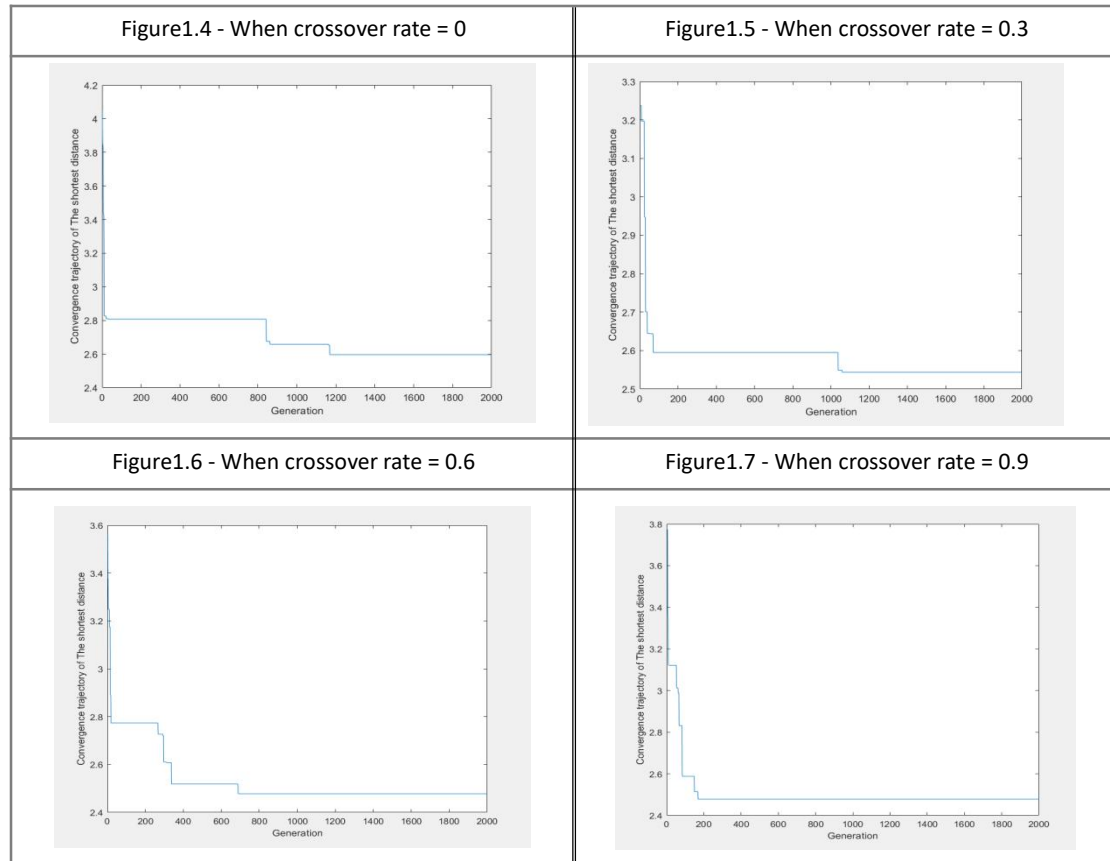 Figure1.4 - When crossover rate = 0
Figure1.5 - When crossover rate = 0.3
Convergence trajectory of The shortest distance
4.2
4
3.8
3.6
3.4
3.2
3
2.8
2.6
2.4
0 200 400 600 800 1000 1200 1400 1600 1800 2000
Generation
Convergence trajectory of The shortest distance
3.3
3.2
3.1
3
2.9
2.8
2.7
2.6
2.5
0 200 400 600 800 1000 1200 1400 1600 1800 2000
Generation
Figure1.6 - When crossover rate = 0.6
Figure1.7 - When crossover rate = 0.9
Convergence trajectory of The shortest distance
3.6
3.4
3.2
3
2.8
2.6
2.4
0 200 400 600 800 1000 1200 1400 1600 1800 2000
Generation
Convergence trajectory of The shortest distance
3.8
3.6
3.4
3.2
3
2.8
2.6
2.4
0 200 400 600 800 1000 1200 1400 1600 1800 2000
Generation